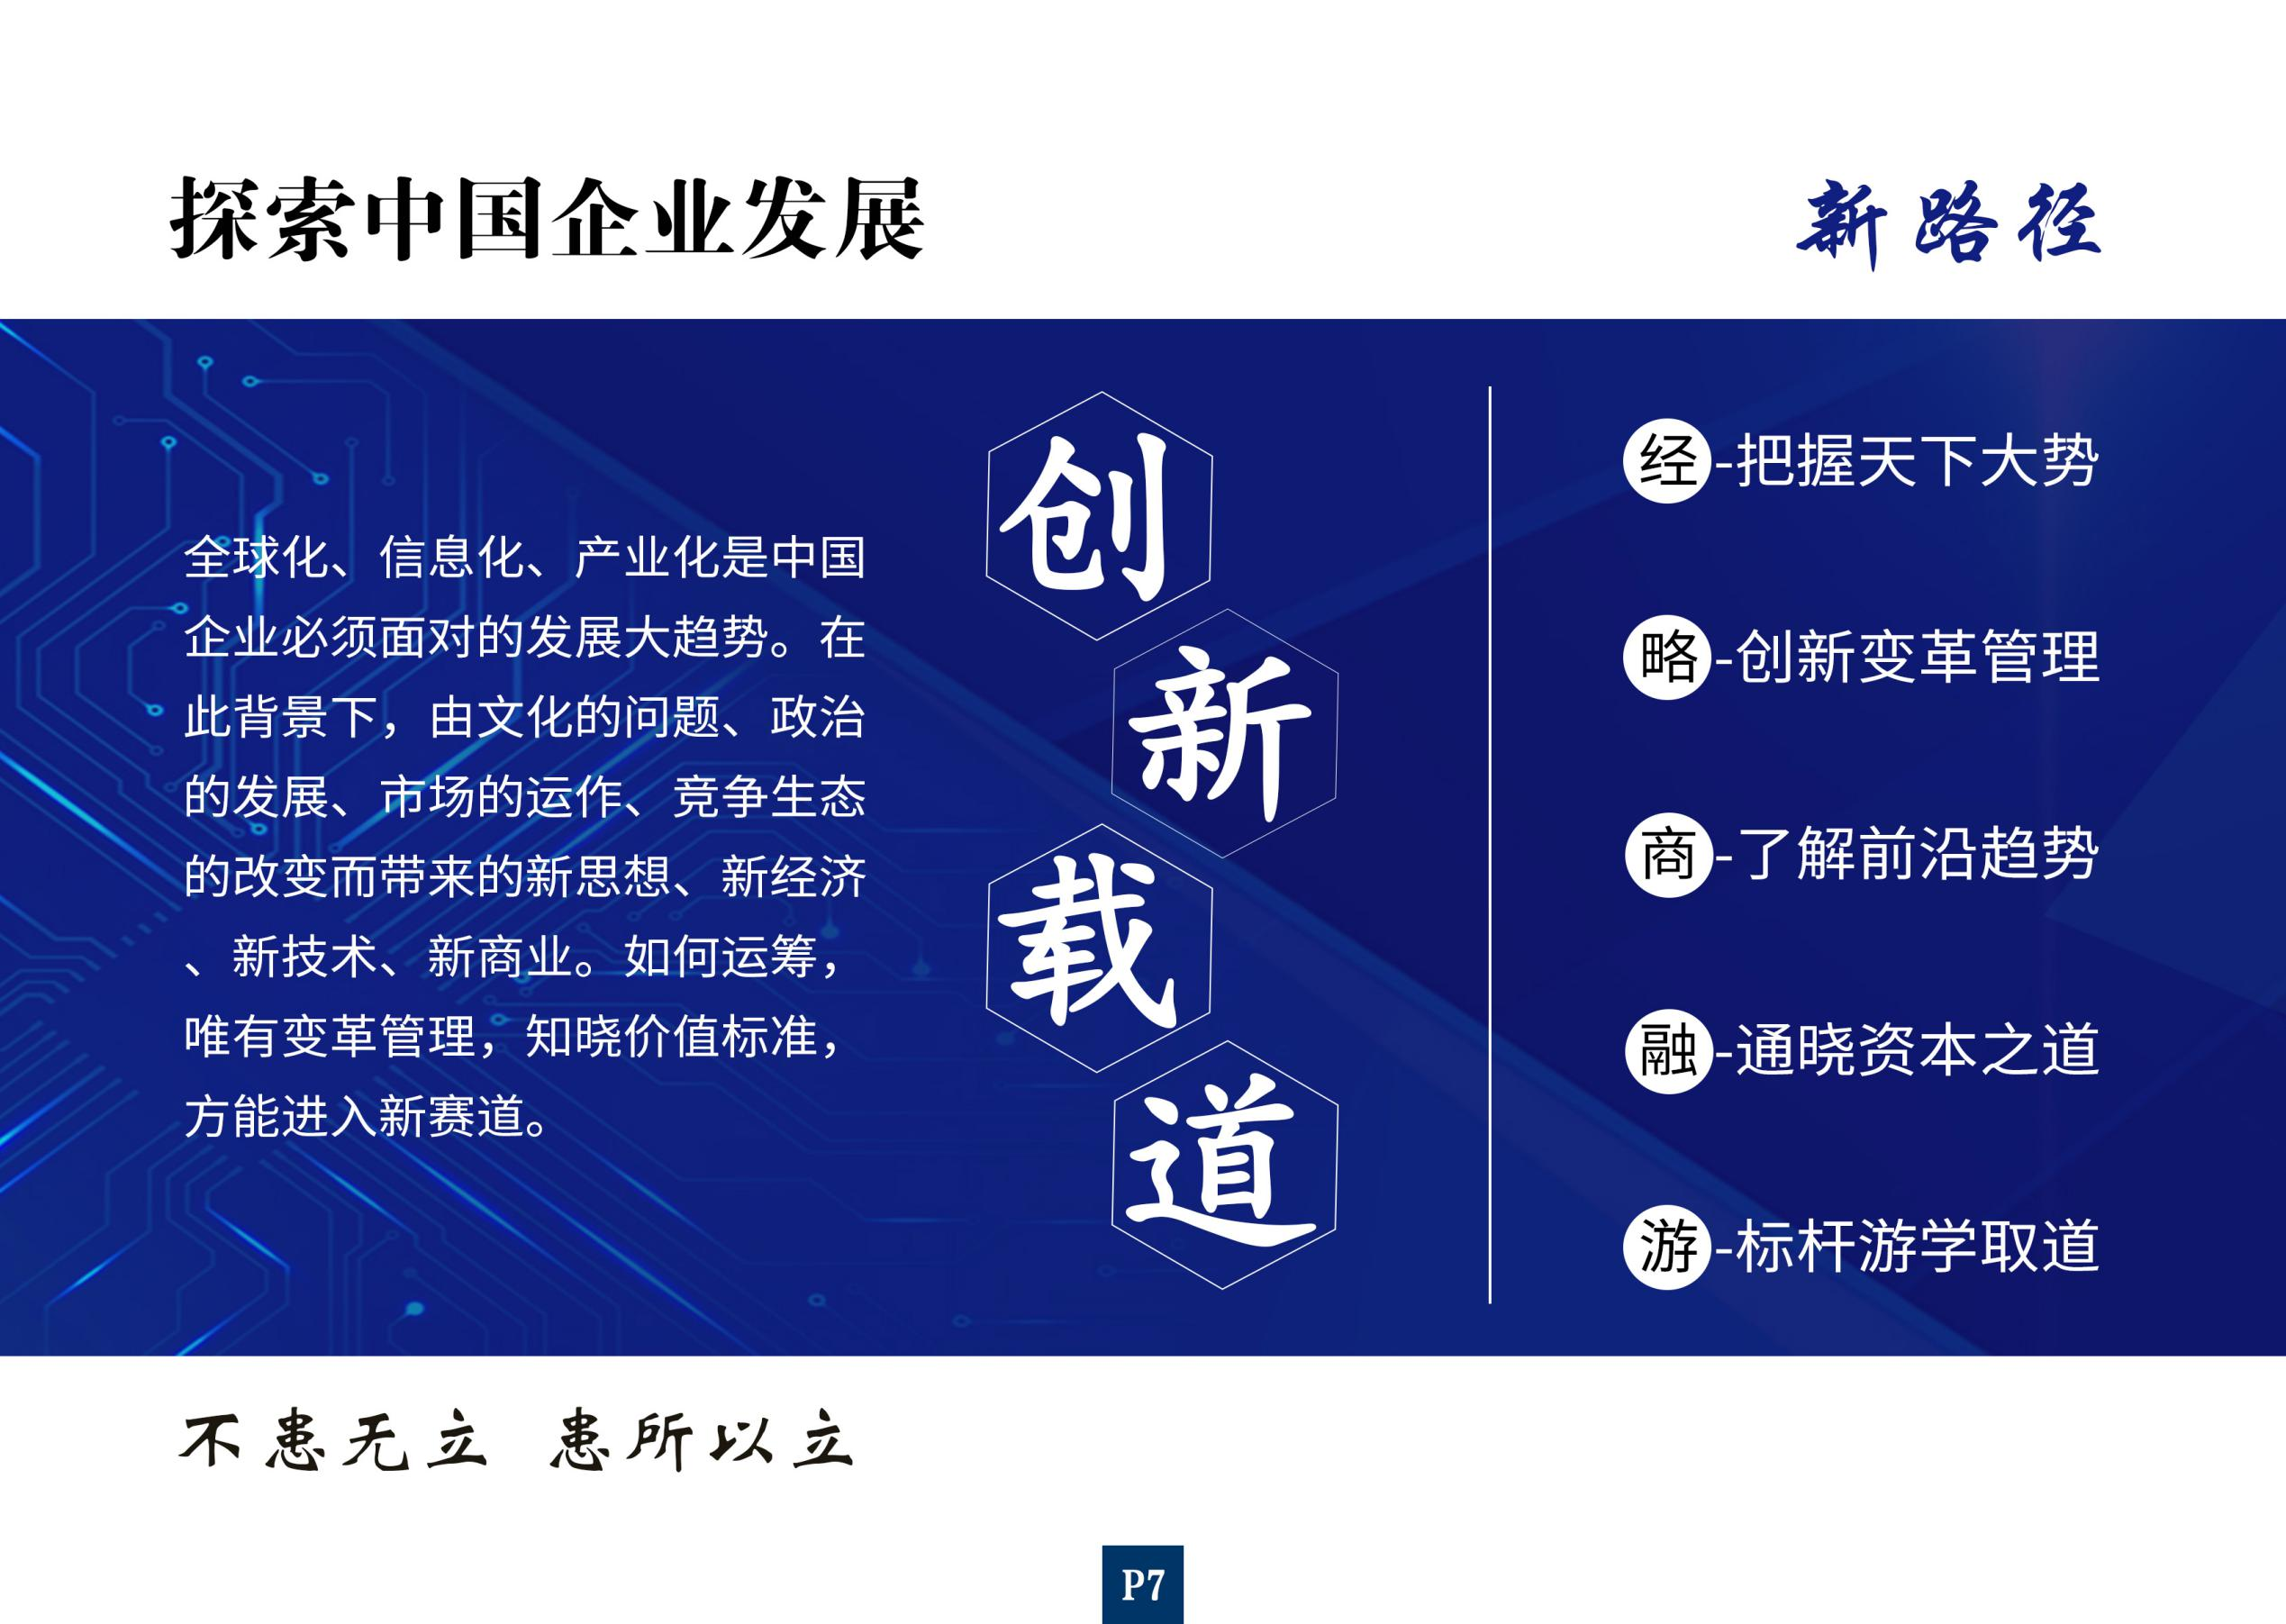 探索中国企业发展
新路径
全球化、信息化、产业化是中国
企业必须面对的发展大趋势。在
此背景下，由文化的问题、政治
的发展、市场的运作、竞争生态
的改变而带来的新思想、新经济
、新技术、新商业。如何运筹，
唯有变革管理，知晓价值标准，
方能进入新赛道。
创
新
载
道
经-把握天下大势
略-创新变革管理
商-了解前沿趋势
融-通晓资本之道
游-标杆游学取道
不患无立 患所以立
P7